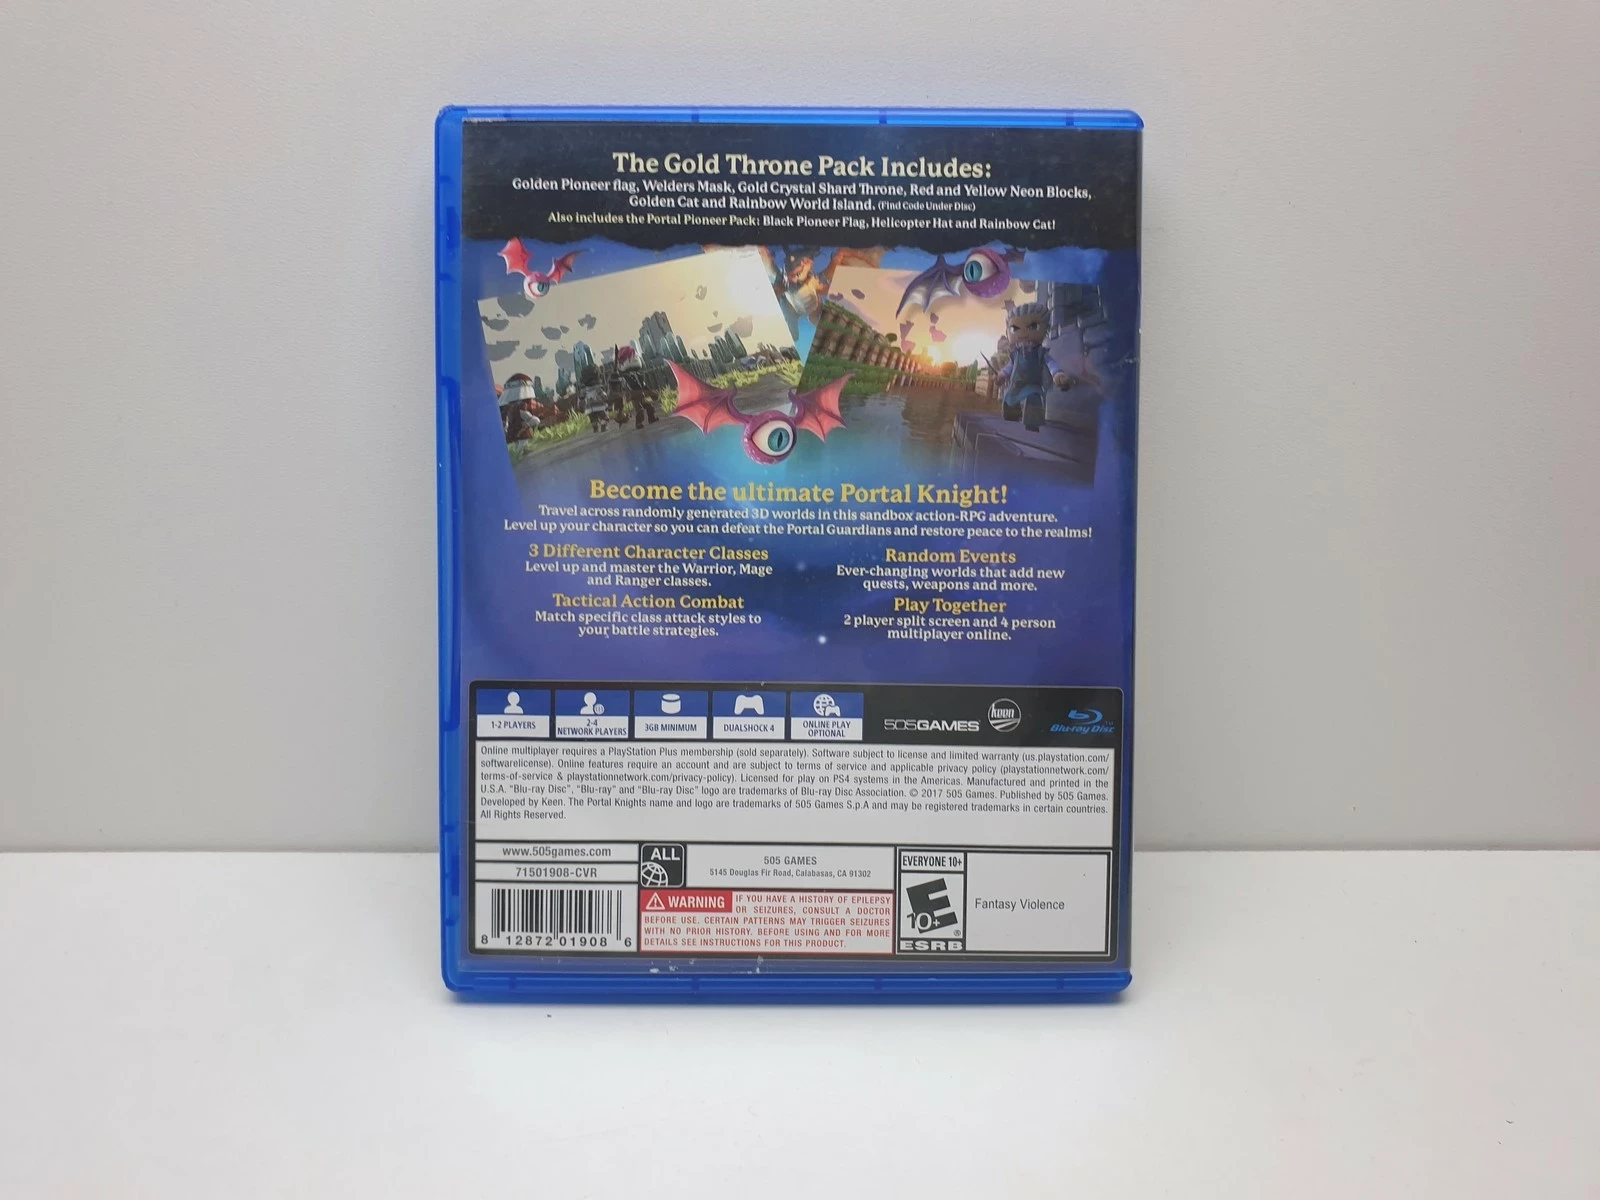 The Gold Throne Pack Includes:
Golden Pioneer flag, Welders Mask, Gold Crystal Shard Throne, Red and Yellow Neon Blocks,
Golden Cat and Rainbow World Island. (Find Code Under Disc)
Also includes the Portal Pioneer Pack: Black Pioneer Flag, Helicopter Hat and Rainbow Cat!
Become the ultimate Portal Knight!
Travel across randomly generated 3D worlds in this sandbox action-RPG adventure.
Level up your character so you can defeat the Portal Guardians and restore peace to the realms!
3 Different Character Classes
Level up and master the Warrior, Mage
and Ranger classes.
Tactical Action Combat
Match specific class attack styles to
your battle strategies.
Random Events
Ever-changing worlds that add new
quests, weapons and more.
Play Together
2 player split screen and 4 person
multiplayer online.
1-2 PLAYERS
2-4
NETWORK PLAYERS
3GB MINIMUM
DUALSHOCK 4
ONLINE PLAY
OPTIONAL
505GAMES
keen
Blu-ray Disc™
Online multiplayer requires a PlayStation Plus membership (sold separately). Software subject to license and limited warranty (us.playstation.com/
softwarelicense). Online features require an account and are subject to terms of service and applicable privacy policy (playstationnetwork.com/
terms-of-service & playstationnetwork.com/privacy-policy). Licensed for play on PS4 systems in the Americas. Manufactured and printed in the
U.S.A. "Blu-ray Disc", "Blu-ray" and "Blu-ray Disc" logo are trademarks of Blu-ray Disc Association. © 2017 505 Games. Published by 505 Games.
Developed by Keen. The Portal Knights name and logo are trademarks of 505 Games S.p.A and may be registered trademarks in certain countries.
All Rights Reserved.
www.505games.com
71501908-CVR
8 12872 01908 6
ALL
505 GAMES
5145 Douglas Fir Road, Calabasas, CA 91302
WARNING IF YOU HAVE A HISTORY OF EPILEPSY
OR SEIZURES, CONSULT A DOCTOR
BEFORE USE. CERTAIN PATTERNS MAY TRIGGER SEIZURES
WITH NO PRIOR HISTORY. BEFORE USING AND FOR MORE
DETAILS SEE INSTRUCTIONS FOR THIS PRODUCT.
EVERYONE 10+
E
10+
®
ESRB
Fantasy Violence